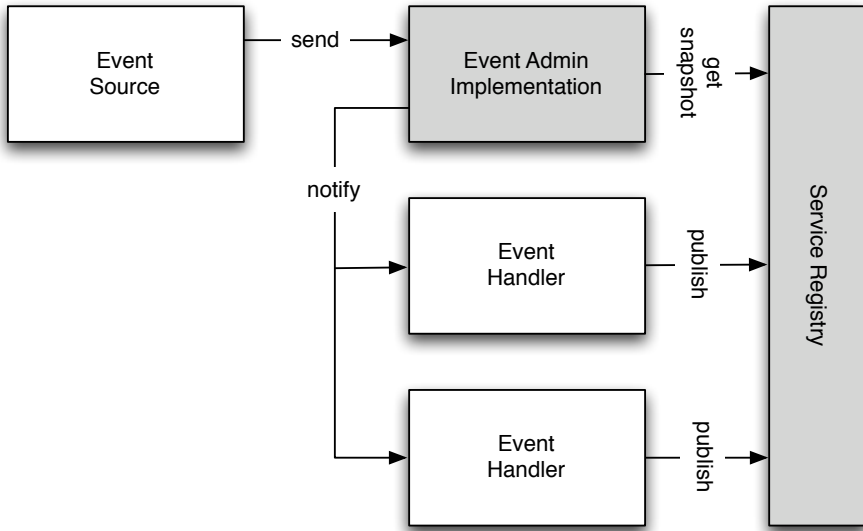 Event
Source
send
Event Admin
Implementation
get
snapshot
notify
Event
Handler
publish
Service Registry
Event
Handler
publish